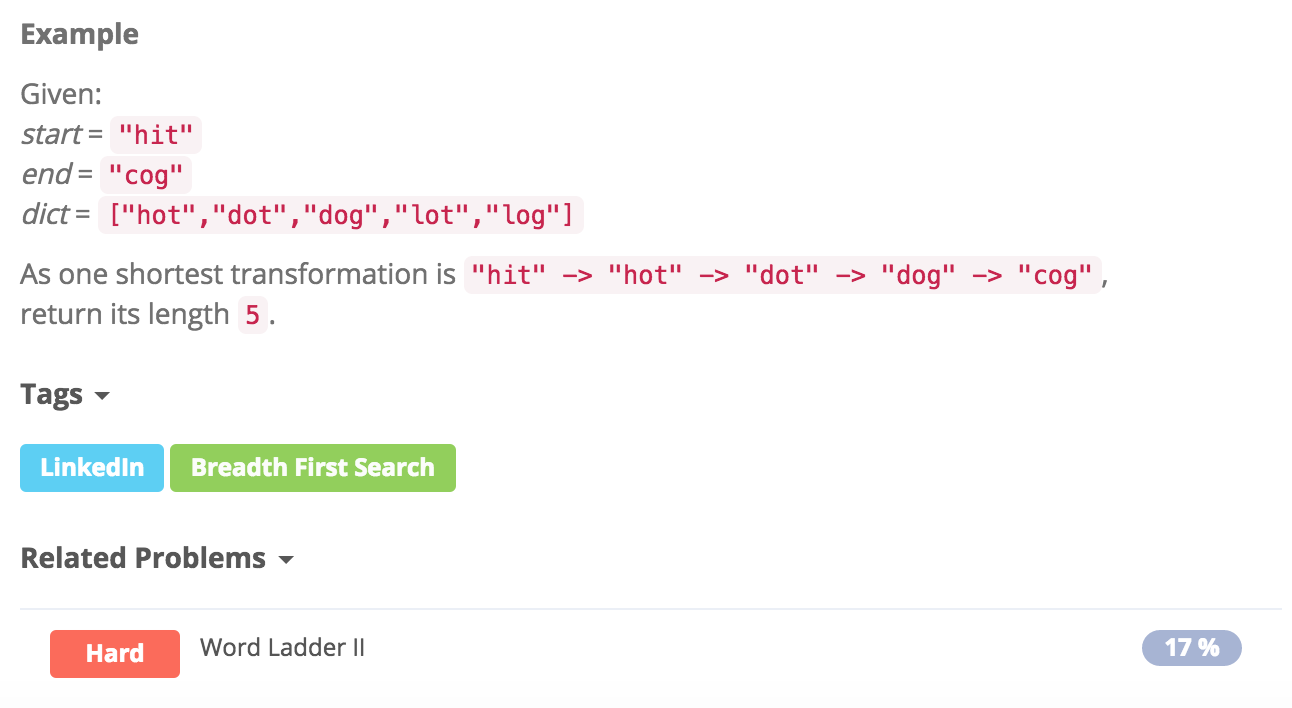 Example
Given:
start = "hit"
end = "cog"
dict = ["hot","dot","dog","lot","log"]
As one shortest transformation is "hit" -> "hot" -> "dot" -> "dog" -> "cog",
return its length 5.
Tags
LinkedIn Breadth First Search
Related Problems
Hard Word Ladder II 17 %